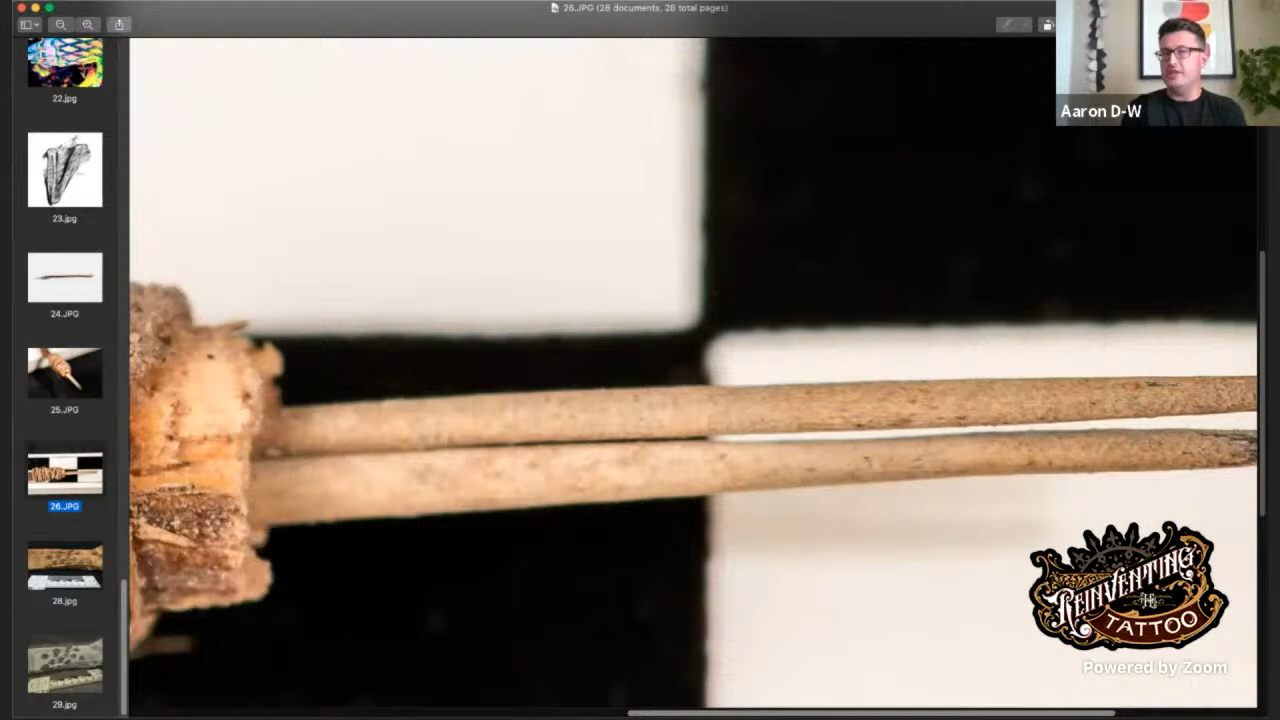 26.JPG (28 documents, 28 total pages)
22.jpg
23.jpg
24.JPG
25.JPG
26.JPG
28.jpg
29.jpg
Aaron D-W
REINVENTING
THE
TATTOO
Powered by Zoom